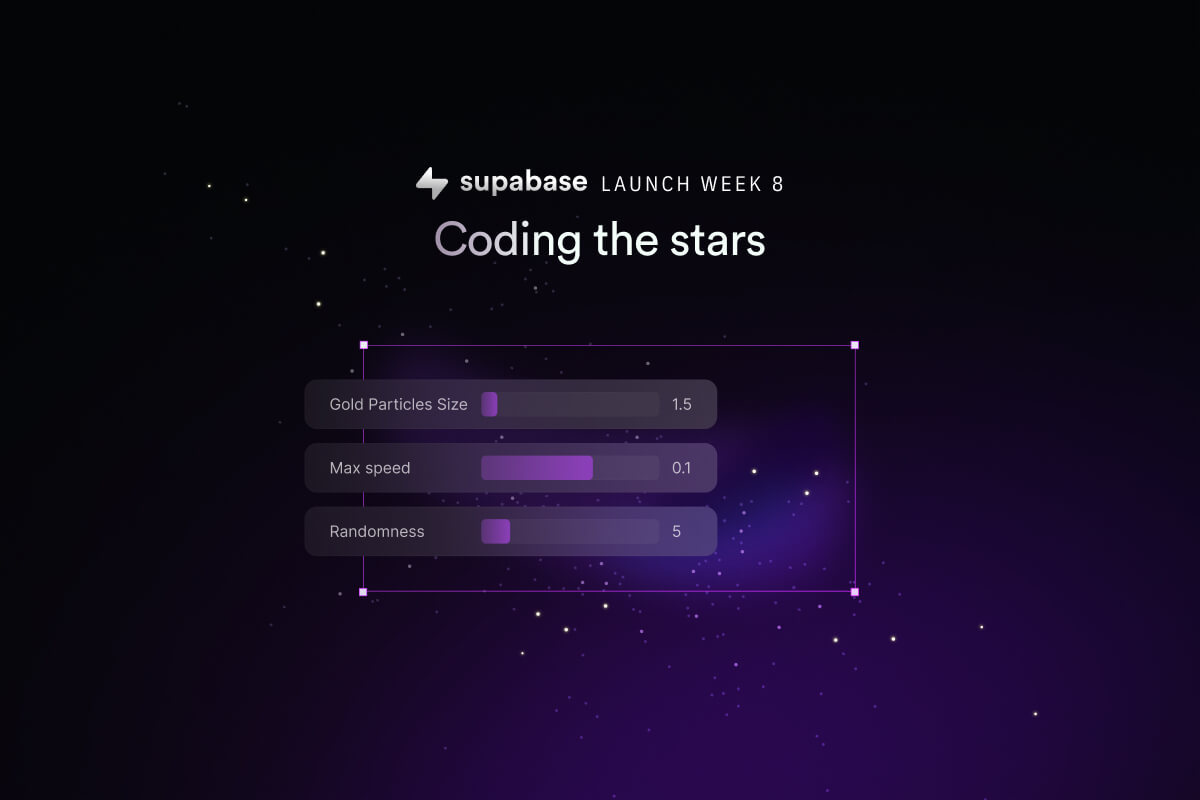 supabase LAUNCH WEEK 8
Coding the stars
Gold Particles Size 1.5
Max speed 0.1
Randomness 5